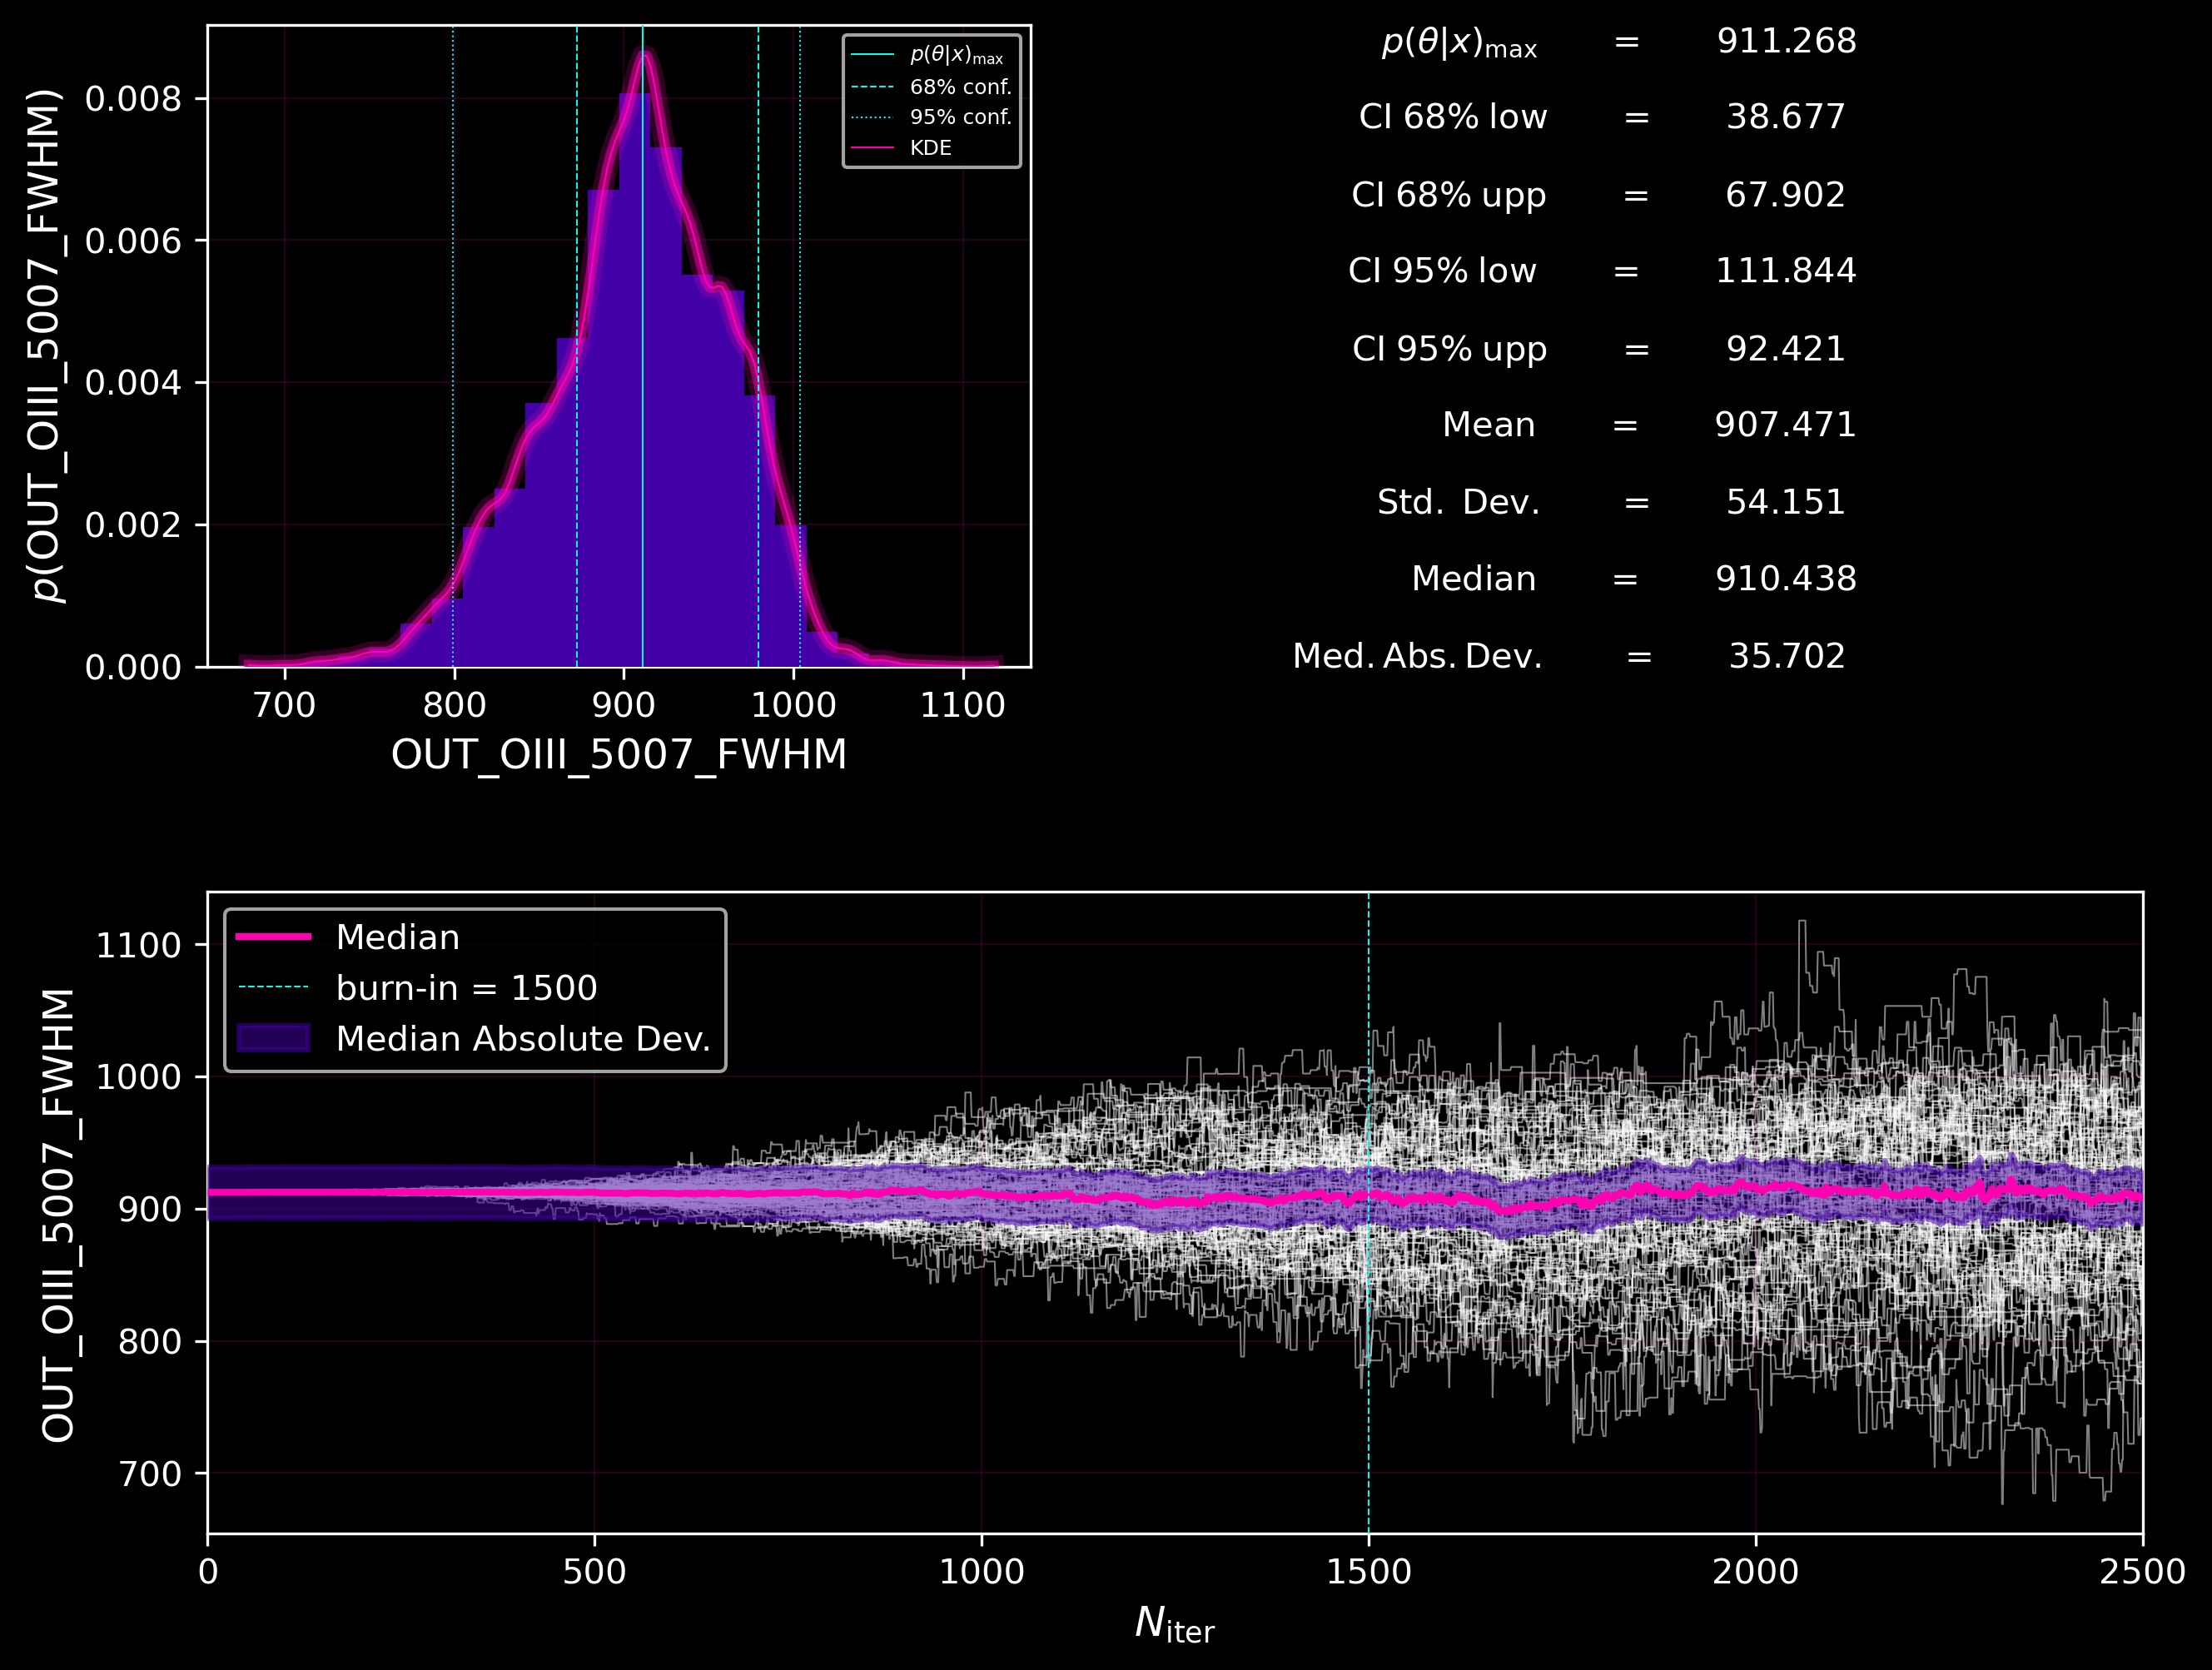 p(OUT_OIII_5007_FWHM)
0.008
0.006
0.004
0.002
0.000
700 800 900 1000 1100
OUT_OIII_5007_FWHM
p(θ|x)max
68% conf.
95% conf.
KDE
p(θ|x)max = 911.268
CI 68% low = 38.677
CI 68% upp = 67.902
CI 95% low = 111.844
CI 95% upp = 92.421
Mean = 907.471
Std. Dev. = 54.151
Median = 910.438
Med. Abs. Dev. = 35.702
OUT_OIII_5007_FWHM
1100
1000
900
800
700
Median
burn-in = 1500
Median Absolute Dev.
0 500 1000 1500 2000 2500
Niter